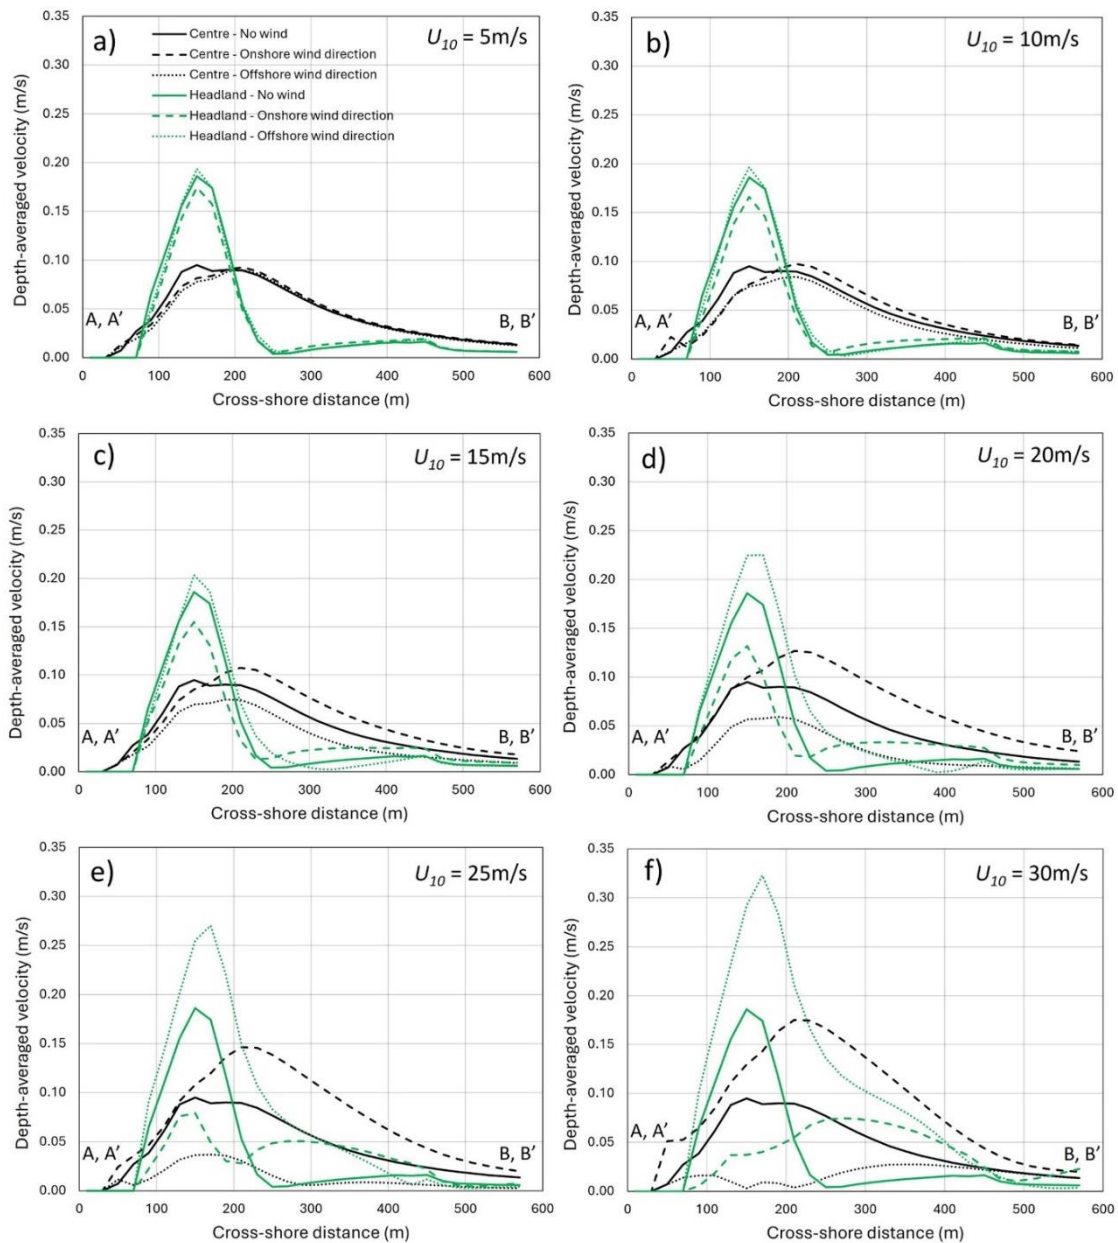 a)
U10 = 5m/s
Centre - No wind
Centre - Onshore wind direction
Centre - Offshore wind direction
Headland - No wind
Headland - Onshore wind direction
Headland - Offshore wind direction
Depth-averaged velocity (m/s)
0.35
0.30
0.25
0.20
0.15
0.10
0.05
0.00
A, A’
B, B’
0
100
200
300
400
500
600
Cross-shore distance (m)
b)
U10 = 10m/s
Depth-averaged velocity (m/s)
0.35
0.30
0.25
0.20
0.15
0.10
0.05
0.00
A, A’
B, B’
0
100
200
300
400
500
600
Cross-shore distance (m)
c)
U10 = 15m/s
Depth-averaged velocity (m/s)
0.35
0.30
0.25
0.20
0.15
0.10
0.05
0.00
A, A’
B, B’
0
100
200
300
400
500
600
Cross-shore distance (m)
d)
U10 = 20m/s
Depth-averaged velocity (m/s)
0.35
0.30
0.25
0.20
0.15
0.10
0.05
0.00
A, A’
B, B’
0
100
200
300
400
500
600
Cross-shore distance (m)
e)
U10 = 25m/s
Depth-averaged velocity (m/s)
0.35
0.30
0.25
0.20
0.15
0.10
0.05
0.00
A, A’
B, B’
0
100
200
300
400
500
600
Cross-shore distance (m)
f)
U10 = 30m/s
Depth-averaged velocity (m/s)
0.35
0.30
0.25
0.20
0.15
0.10
0.05
0.00
A, A’
B, B’
0
100
200
300
400
500
600
Cross-shore distance (m)